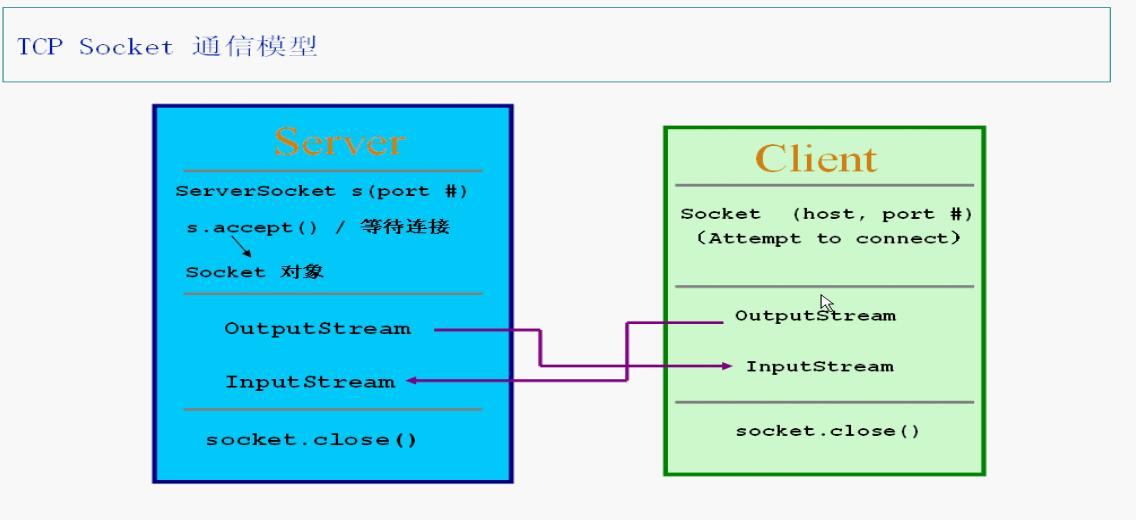 TCP Socket 通信模型
Server
ServerSocket s(port #)
s.accept() / 等待连接
Socket 对象
OutputStream
InputStream
socket.close()
Client
Socket (host, port #)
(Attempt to connect)
OutputStream
InputStream
socket.close()